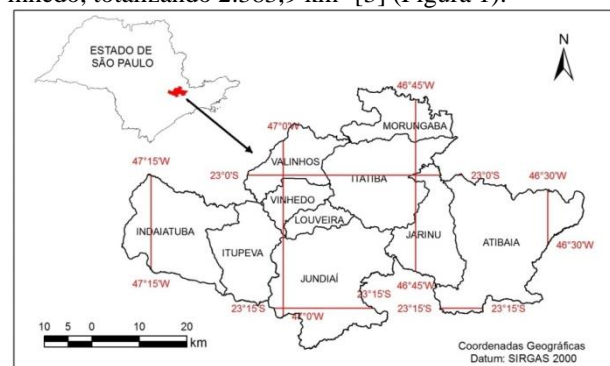 totalizando 2.383,9 km² [3] (Figura 1).
ESTADO DE
SÃO PAULO
N
46°45'W
MORUNGABA
47°0'W
VALINHOS
47°15'W
23°0'S
ITATIBA
23°0'S
46°30'W
VINHEDO
LOUVEIRA
INDAIATUBA
ITUPEVA
JARINU
ATIBAIA
46°30'W
JUNDIAÍ
47°15'W
46°45'W
23°15'S
23°15'S
23°15'S
23°15'S
47°0'W
10 5 0 10 20
km
Coordenadas Geográficas
Datum: SIRGAS 2000